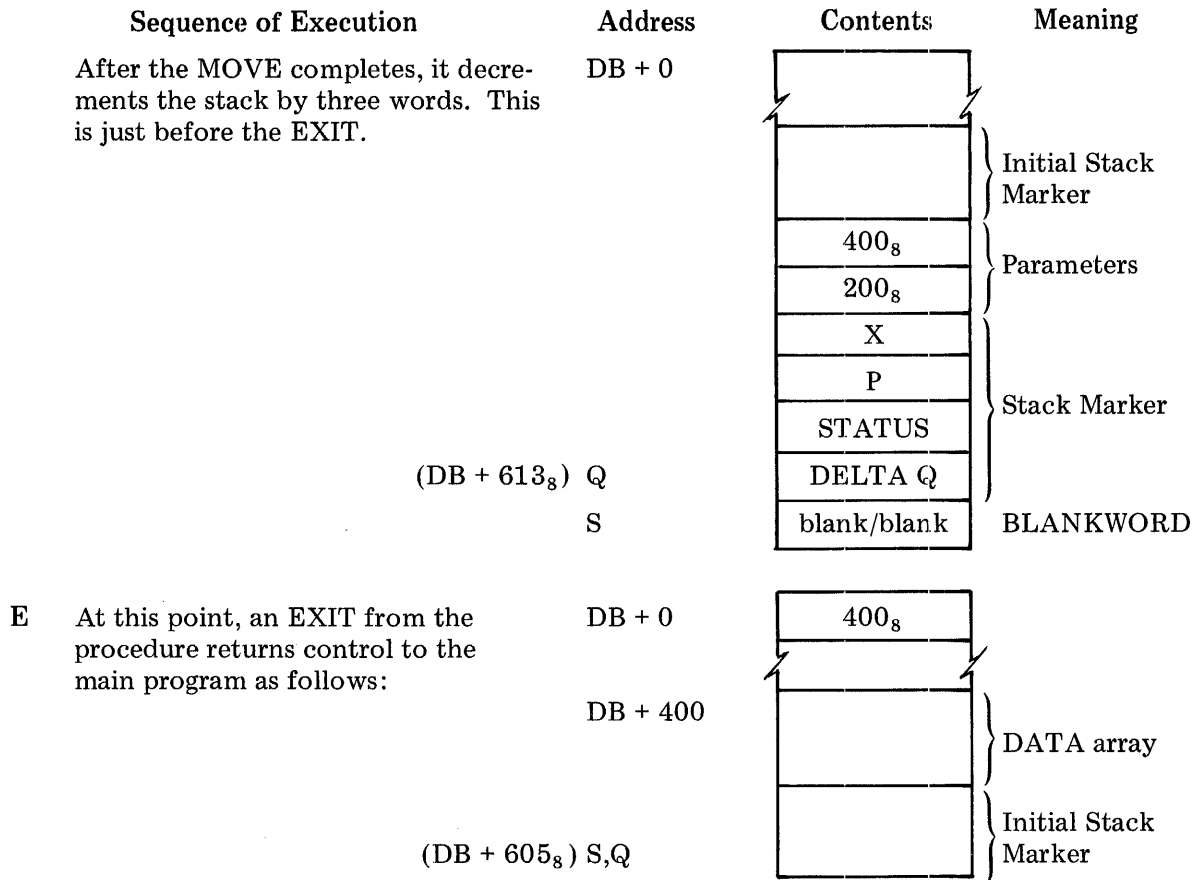 Sequence of Execution Address Contents Meaning
After the MOVE completes, it decre- DB + 0
ments the stack by three words. This
is just before the EXIT.
Initial Stack
Marker
400₈
Parameters
200₈
X
P
Stack Marker
STATUS
(DB + 613₈) Q DELTA Q
S blank/blank BLANKWORD
E At this point, an EXIT from the DB + 0 400₈
procedure returns control to the
main program as follows:
DB + 400
DATA array
Initial Stack
Marker
(DB + 605₈) S,Q